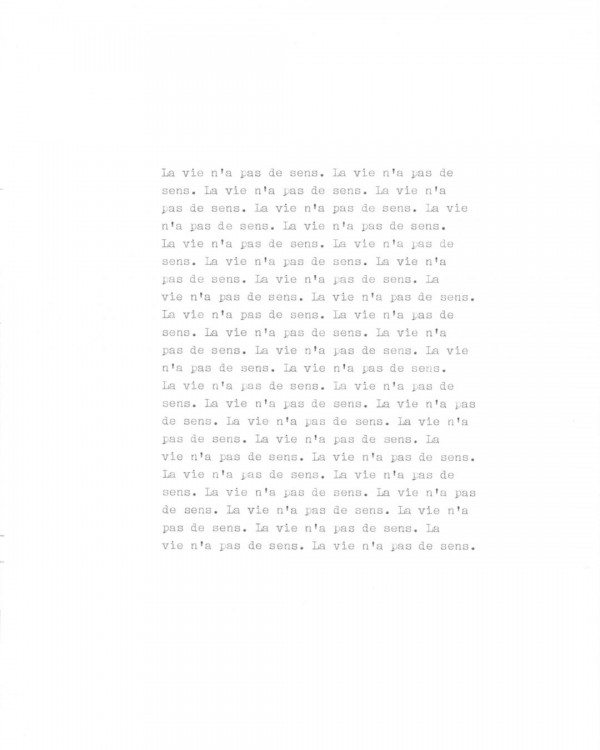 La vie n'a pas de sens. La vie n'a pas de
sens. La vie n'a pas de sens. La vie n'a
pas de sens. La vie n'a pas de sens. La vie
n'a pas de sens. La vie n'a pas de sens.
La vie n'a pas de sens. La vie n'a pas de
sens. La vie n'a pas de sens. La vie n'a
pas de sens. La vie n'a pas de sens. La
vie n'a pas de sens. La vie n'a pas de sens.
La vie n'a pas de sens. La vie n'a pas de
sens. La vie n'a pas de sens. La vie n'a
pas de sens. La vie n'a pas de sens. La vie
n'a pas de sens. La vie n'a pas de sens.
La vie n'a pas de sens. La vie n'a pas de
sens. La vie n'a pas de sens. La vie n'a pas
de sens. La vie n'a pas de sens. La vie n'a
pas de sens. La vie n'a pas de sens. La
vie n'a pas de sens. La vie n'a pas de sens.
La vie n'a pas de sens. La vie n'a pas de
sens. La vie n'a pas de sens. La vie n'a pas
de sens. La vie n'a pas de sens. La vie n'a
pas de sens. La vie n'a pas de sens. La
vie n'a pas de sens. La vie n'a pas de sens.